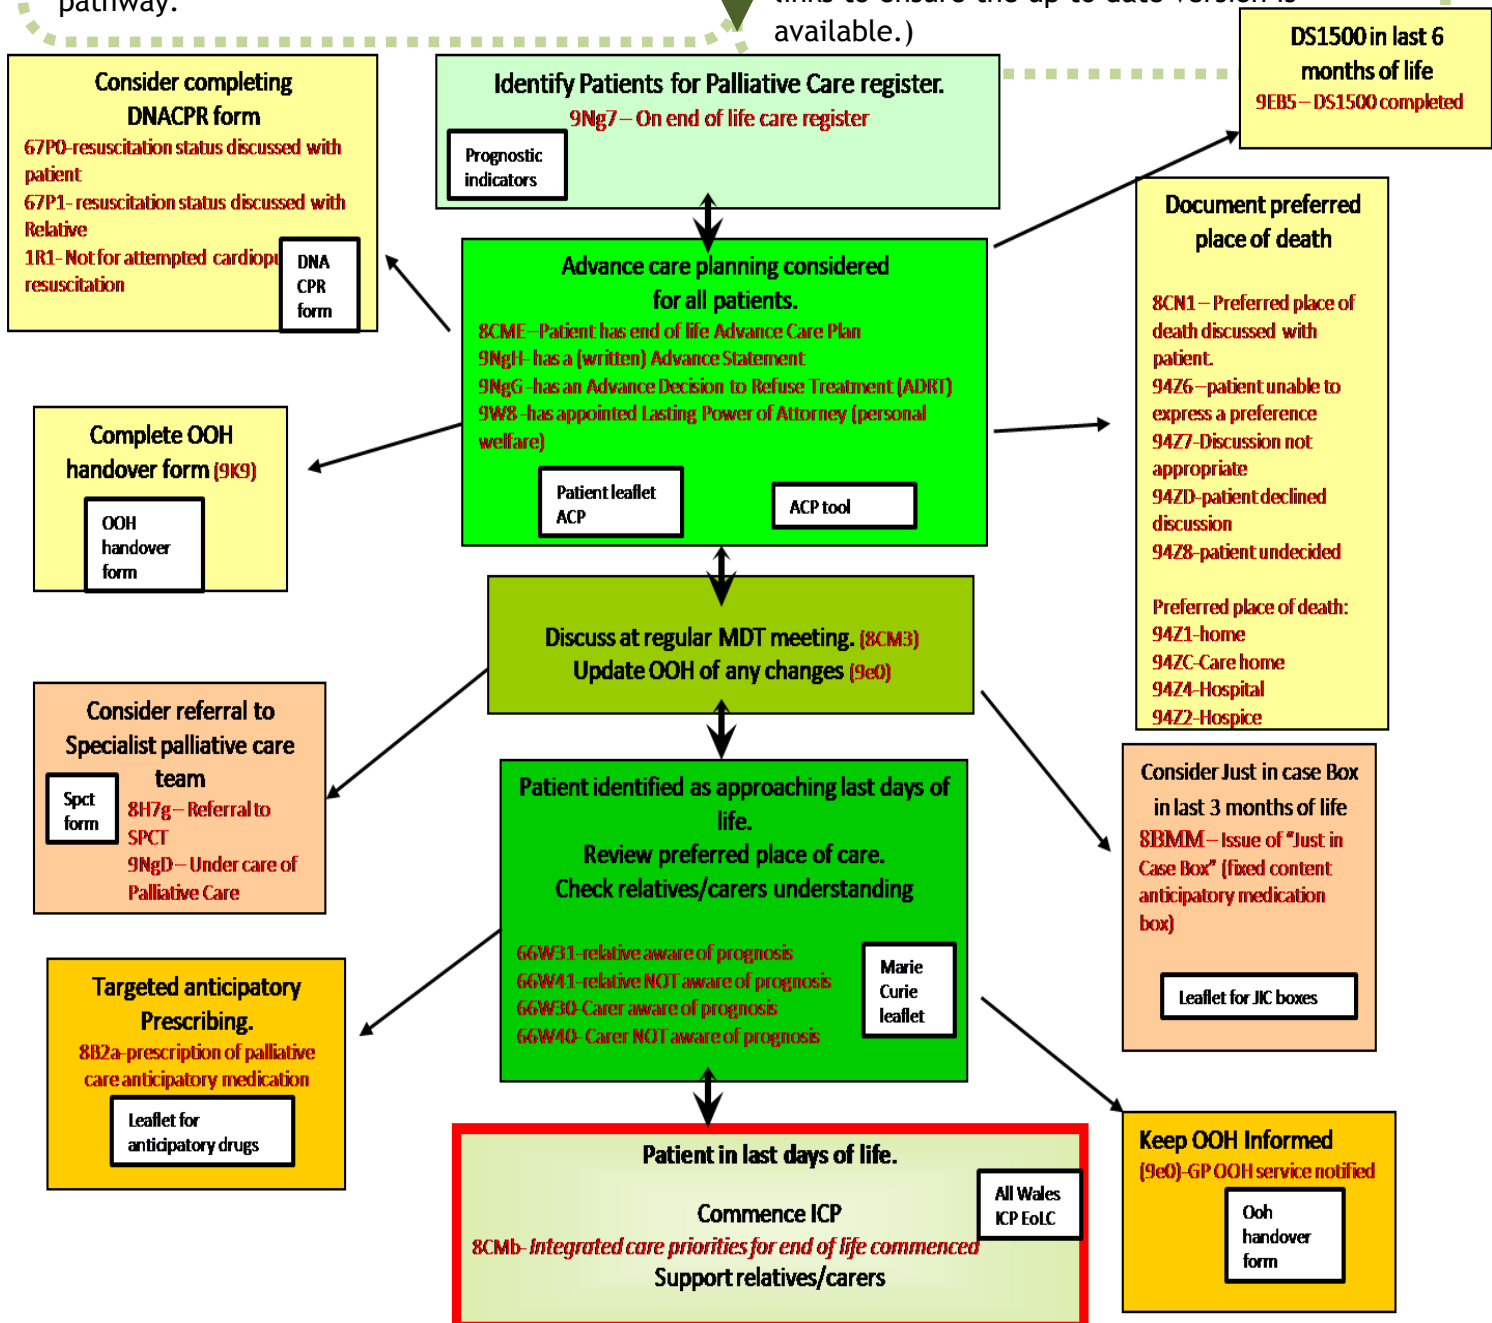 pathway.
links to ensure the up to date version is
available.)
Consider completing
DNACPR form
67P0-resuscitation status discussed with
patient
67P1- resuscitation status discussed with
Relative
1R1- Not for attempted
resuscitation
DNA
CPR
form
Identify Patients for Palliative Care register.
9Ng7 – On end of life care register
Prognostic
indicators
DS1500 in last 6
months of life
9EB5 – DS1500 completed
Advance care planning considered
for all patients.
8CME –Patient has end of life Advance Care Plan
9NgH- has a (written) Advance Statement
9NgG -has an Advance Decision to Refuse Treatment (ADRT)
9W8 -has appointed Lasting Power of Attorney (personal
welfare)
Patient leaflet
ACP
ACP tool
Document preferred
place of death
8CN1 – Preferred place of
death discussed with
patient.
94Z6 –patient unable to
express a preference
94Z7-Discussion not
appropriate
94ZD-patient declined
discussion
94Z8-patient undecided
Preferred place of death:
94Z1-home
94ZC-Care home
94Z4-Hospital
94Z2-Hospice
Complete OOH
handover form (9K9)
OOH
handover
form
Discuss at regular MDT meeting. (8CM3)
Update OOH of any changes (9e0)
Consider referral to
Specialist palliative care
team
8H7g – Referral to
SPCT
9NgD – Under care of
Palliative Care
Spct
form
Patient identified as approaching last days of
life.
Review preferred place of care.
Check relatives/carers understanding
66W31-relative aware of prognosis
66W41-relative NOT aware of prognosis
66W30-Carer aware of prognosis
66W40- Carer NOT aware of prognosis
Marie
Curie
leaflet
Consider Just in case Box
in last 3 months of life
8BMM – Issue of "Just in
Case Box" (fixed content
anticipatory medication
box)
Leaflet for JIC boxes
Targeted anticipatory
Prescribing.
8B2a-prescription of palliative
care anticipatory medication
Leaflet for
anticipatory drugs
Patient in last days of life.
Commence ICP
8CMb- Integrated care priorities for end of life commenced
Support relatives/carers
All Wales
ICP EoLC
Keep OOH Informed
(9e0)-GP OOH service notified
Ooh
handover
form